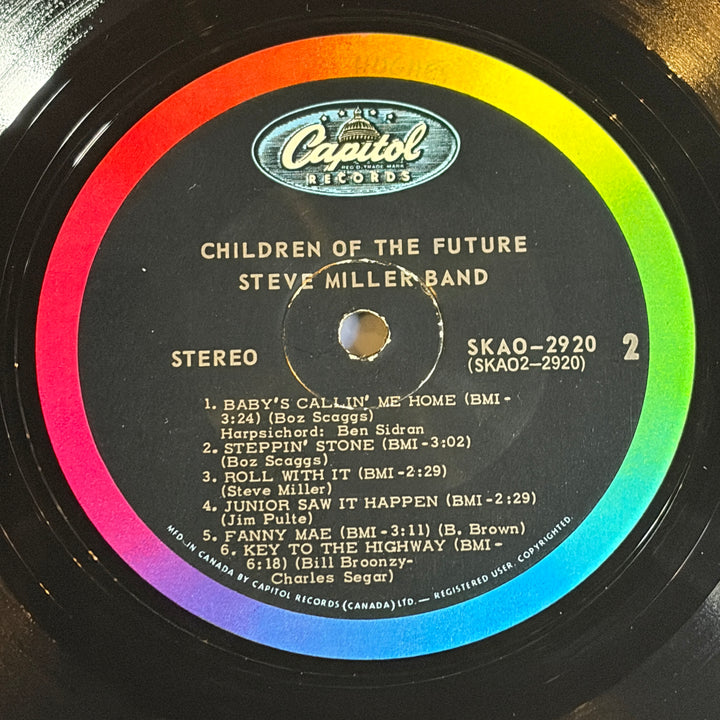 Capitol
REG'D. TRADE MARK
RECORDS
CHILDREN OF THE FUTURE
STEVE MILLER BAND
STEREO
SKAO-2920
(SKAO2-2920)
2
1. BABY'S CALLIN' ME HOME (BMI-
3:24) (Boz Scaggs)
Harpsichord: Ben Sidran
2. STEPPIN' STONE (BMI-3:02)
(Boz Scaggs)
3. ROLL WITH IT (BMI-2:29)
(Steve Miller)
4. JUNIOR SAW IT HAPPEN (BMI-2:29)
(Jim Pulte)
5. FANNY MAE (BMI-3:11) (B. Brown)
6. KEY TO THE HIGHWAY (BMI-
6:18) (Bill Broonzy-
Charles Segar)
MFD. IN CANADA BY CAPITOL RECORDS (CANADA) LTD. — REGISTERED USER. COPYRIGHTED.